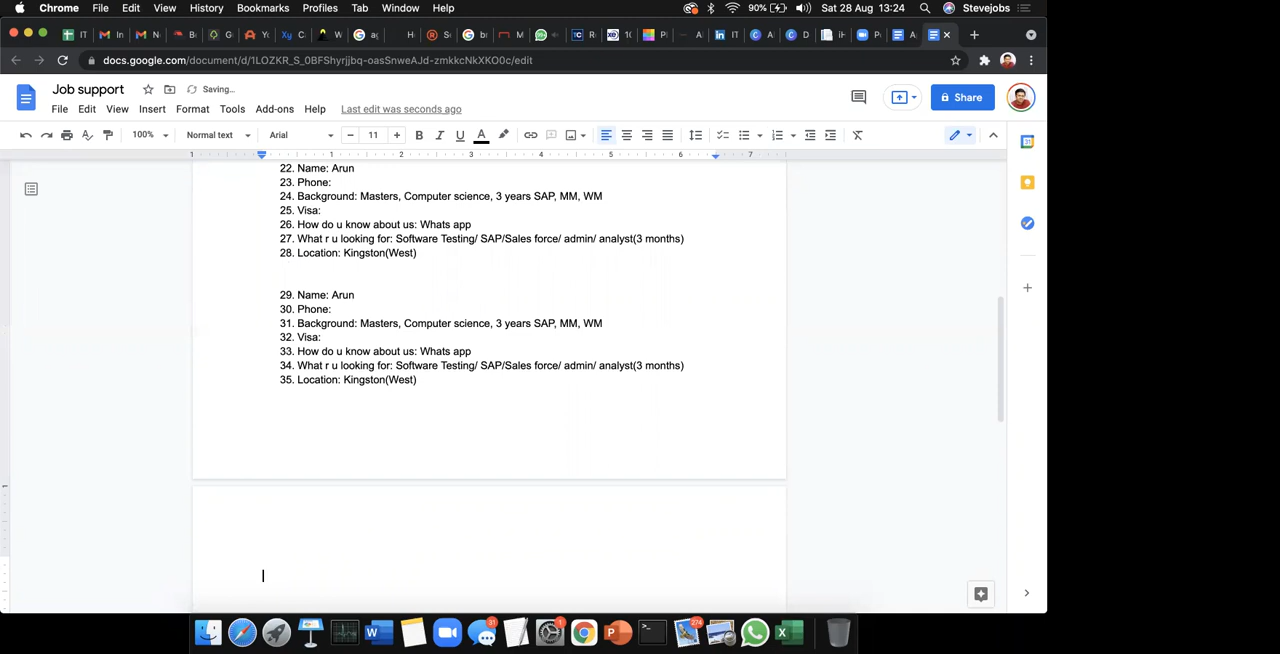 Chrome File Edit View History Bookmarks Profiles Tab Window Help 90% Sat 28 Aug 13:24 Stevejobs
docs.google.com/document/d/1LOZKR_S_0BFShyrjjbq-oasSnweAJd-zmkkcNkXKO0c/edit
Job support Saving...
File Edit View Insert Format Tools Add-ons Help Last edit was seconds ago
Share
100% Normal text Arial 11
22. Name: Arun
23. Phone:
24. Background: Masters, Computer science, 3 years SAP, MM, WM
25. Visa:
26. How do u know about us: Whats app
27. What r u looking for: Software Testing/ SAP/Sales force/ admin/ analyst(3 months)
28. Location: Kingston(West)
29. Name: Arun
30. Phone:
31. Background: Masters, Computer science, 3 years SAP, MM, WM
32. Visa:
33. How do u know about us: Whats app
34. What r u looking for: Software Testing/ SAP/Sales force/ admin/ analyst(3 months)
35. Location: Kingston(West)